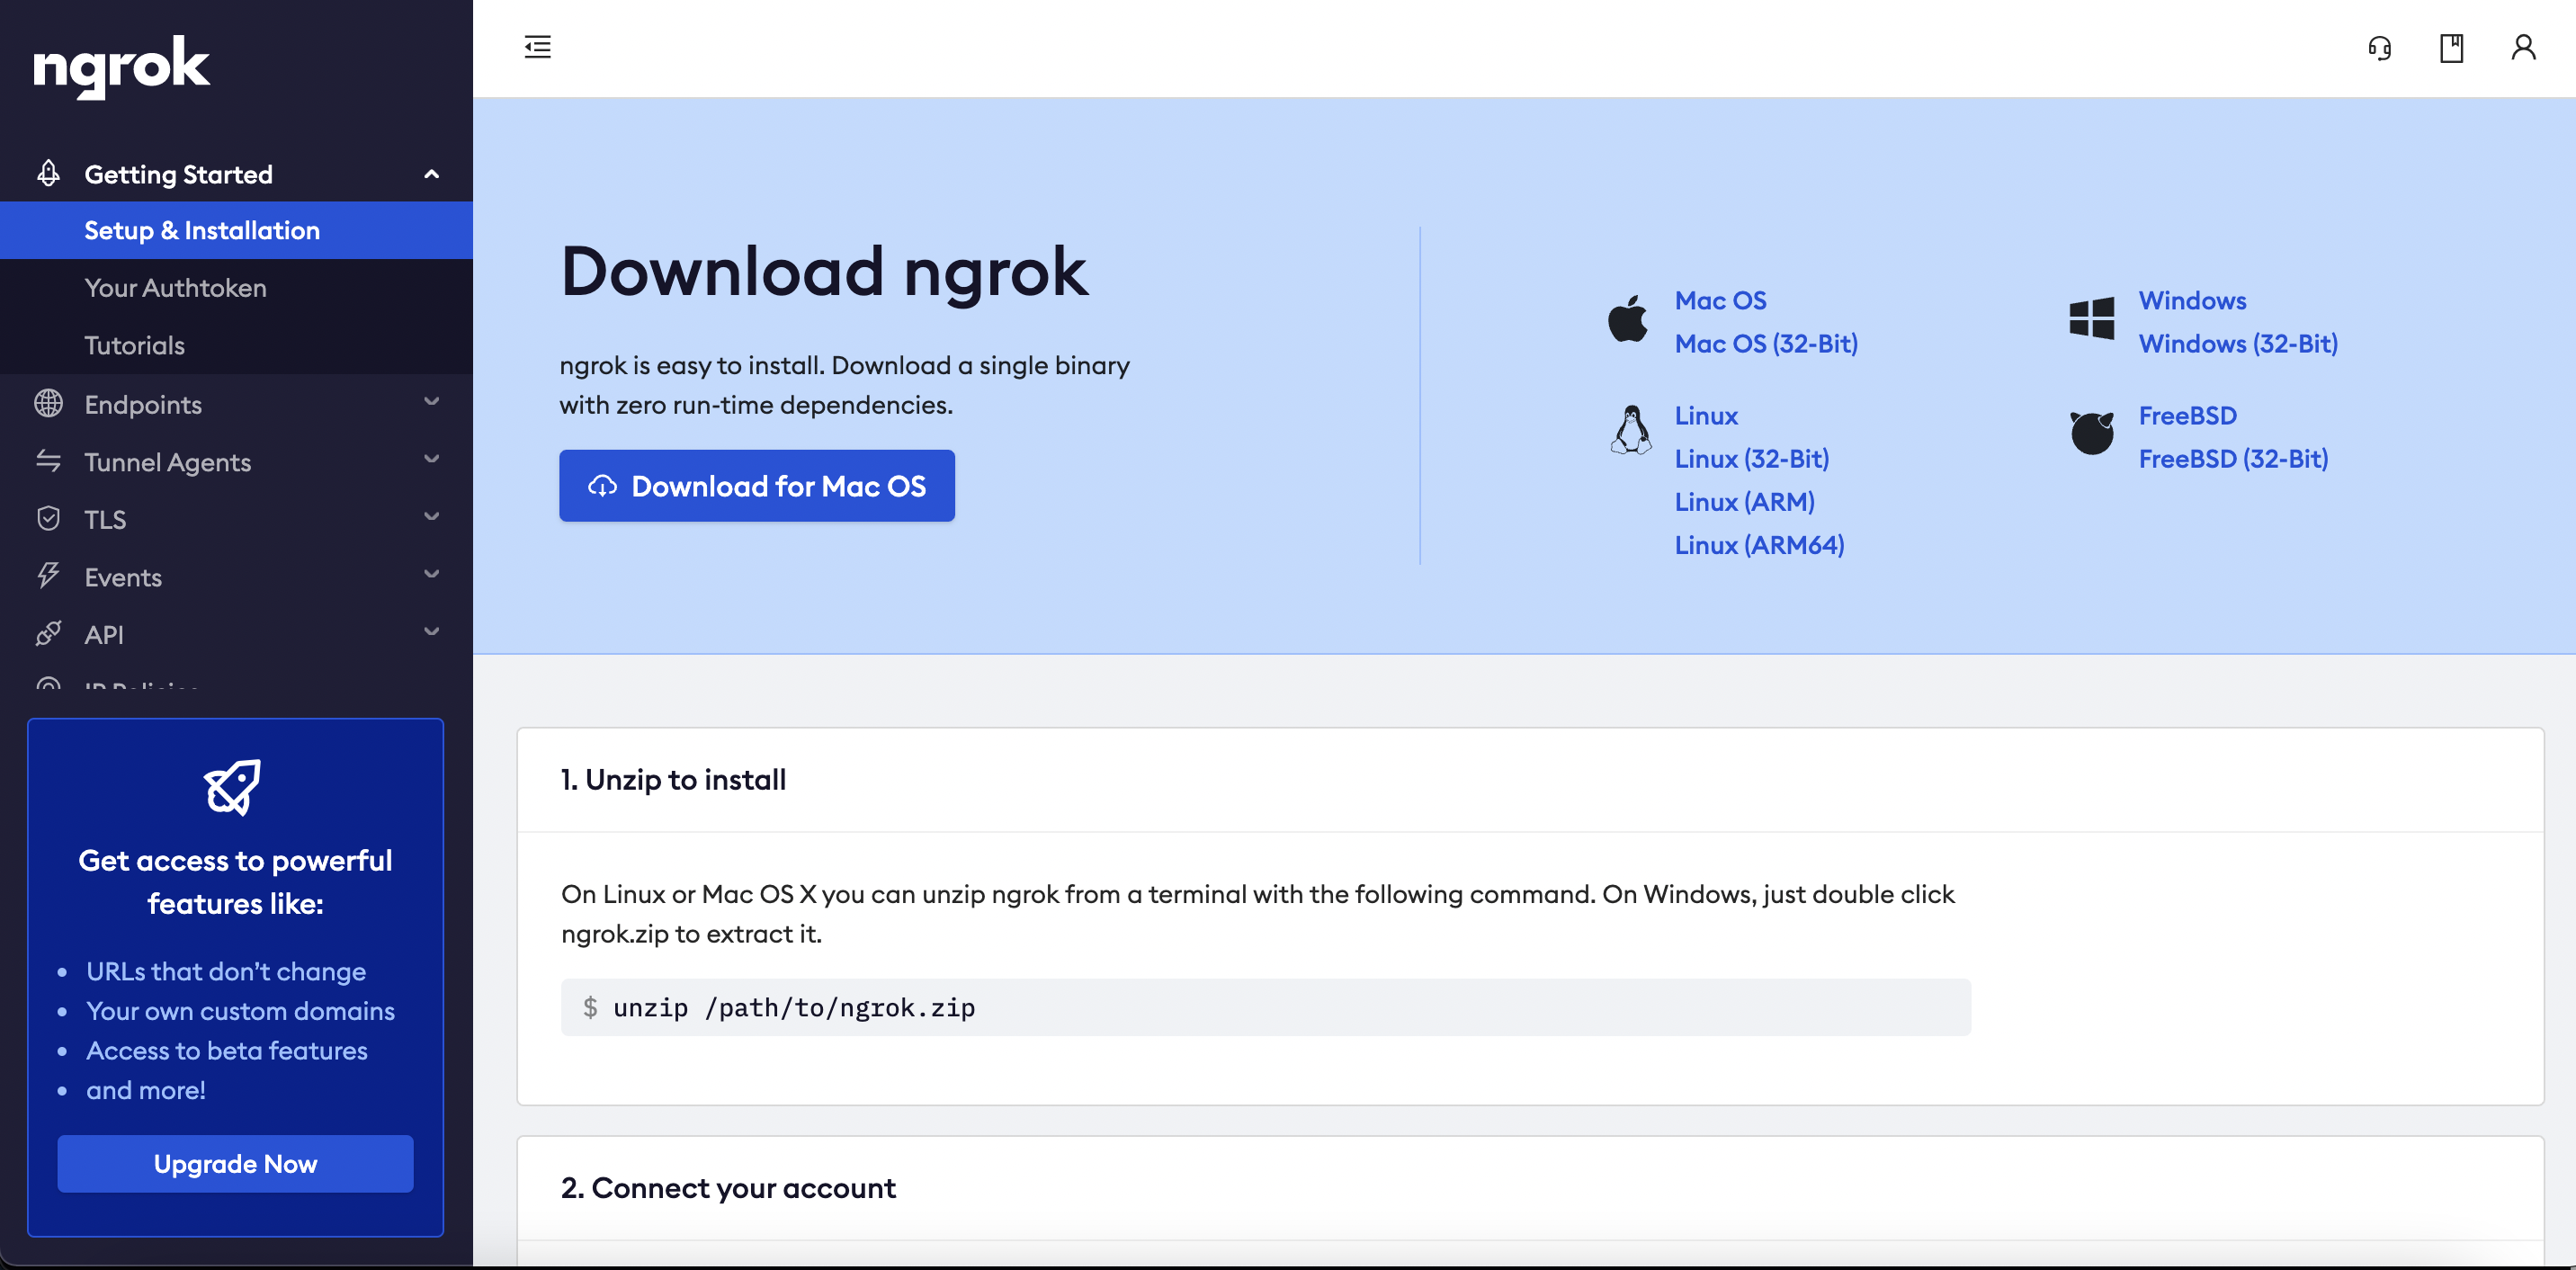 ngrok
Getting Started
Setup & Installation
Your Authtoken
Tutorials
Endpoints
Tunnel Agents
TLS
Events
API
IP Policies
Get access to powerful
features like:
URLs that don't change
Your own custom domains
Access to beta features
and more!
Upgrade Now
Download ngrok
ngrok is easy to install. Download a single binary
with zero run-time dependencies.
Download for Mac OS
Mac OS
Mac OS (32-Bit)
Linux
Linux (32-Bit)
Linux (ARM)
Linux (ARM64)
Windows
Windows (32-Bit)
FreeBSD
FreeBSD (32-Bit)
1. Unzip to install
On Linux or Mac OS X you can unzip ngrok from a terminal with the following command. On Windows, just double click
ngrok.zip to extract it.
$ unzip /path/to/ngrok.zip
2. Connect your account